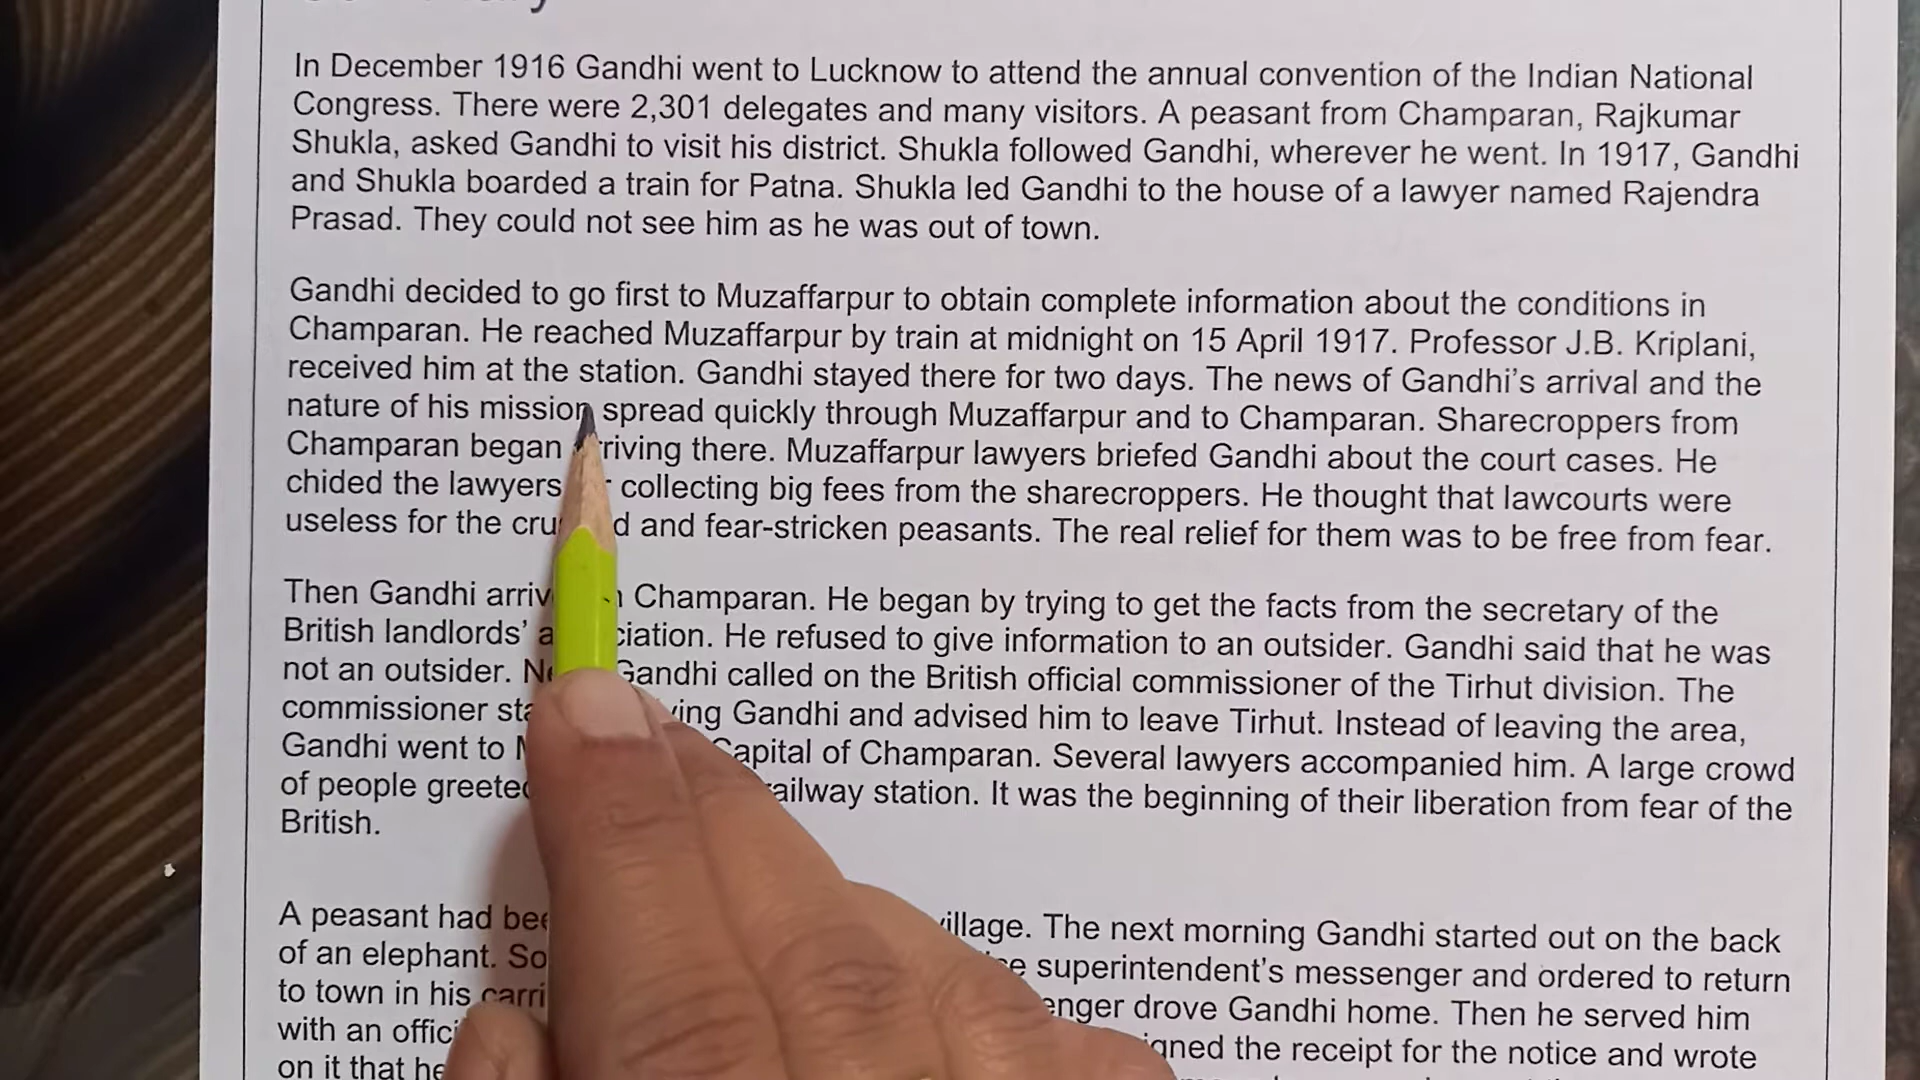 In December 1916 Gandhi went to Lucknow to attend the annual convention of the Indian National
Congress. There were 2,301 delegates and many visitors. A peasant from Champaran, Rajkumar
Shukla, asked Gandhi to visit his district. Shukla followed Gandhi, wherever he went. In 1917, Gandhi
and Shukla boarded a train for Patna. Shukla led Gandhi to the house of a lawyer named Rajendra
Prasad. They could not see him as he was out of town.
Gandhi decided to go first to Muzaffarpur to obtain complete information about the conditions in
Champaran. He reached Muzaffarpur by train at midnight on 15 April 1917. Professor J.B. Kriplani,
received him at the station. Gandhi stayed there for two days. The news of Gandhi's arrival and the
nature of his mission spread quickly through Muzaffarpur and to Champaran. Sharecroppers from
Champaran began arriving there. Muzaffarpur lawyers briefed Gandhi about the court cases. He
chided the lawyers collecting big fees from the sharecroppers. He thought that lawcourts were
useless for the and fear-stricken peasants. The real relief for them was to be free from fear.
Then Gandhi Champaran. He began by trying to get the facts from the secretary of the
British landlords' He refused to give information to an outsider. Gandhi said that he was
not an outsider. Gandhi called on the British official commissioner of the Tirhut division. The
commissioner Gandhi and advised him to leave Tirhut. Instead of leaving the area,
Gandhi went to Capital of Champaran. Several lawyers accompanied him. A large crowd
of people railway station. It was the beginning of their liberation from fear of the
British.
A peasant had village. The next morning Gandhi started out on the back
of an elephant. superintendent's messenger and ordered to return
to town in his drove Gandhi home. Then he served him
with an the receipt for the notice and wrote
on it that